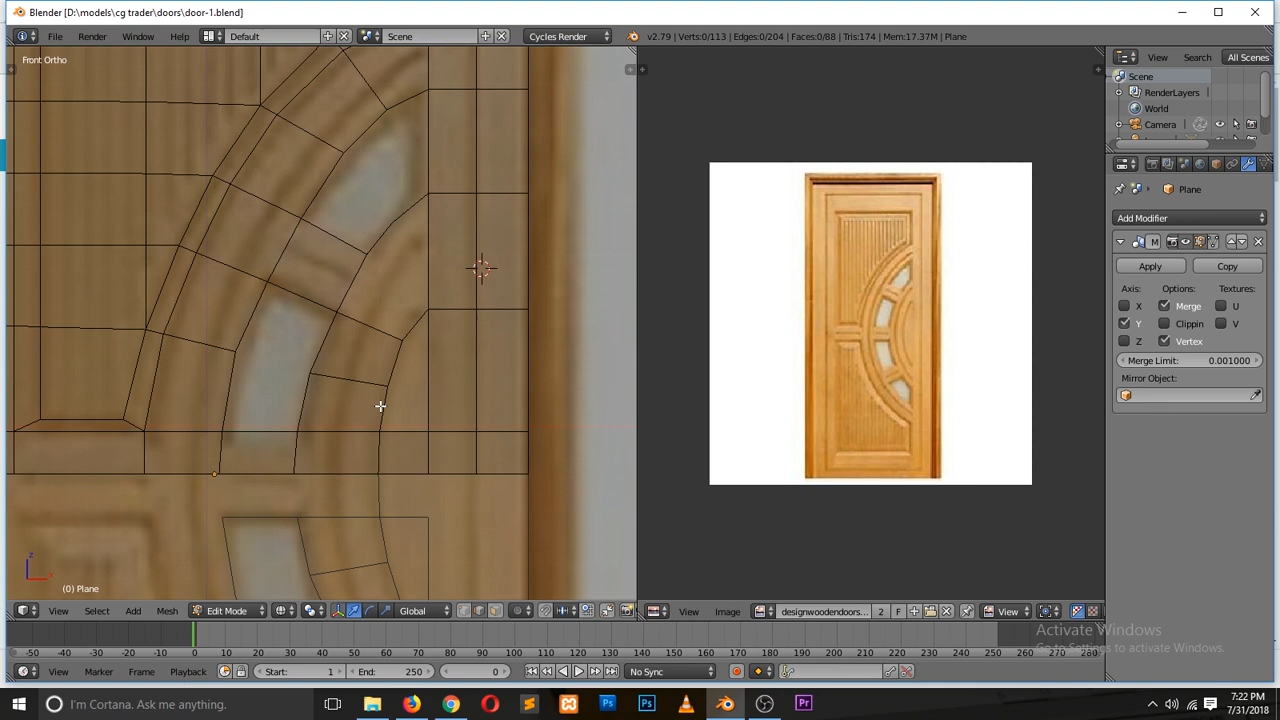 Blender [D:\models\cg trader\doors\door-1.blend]
File Render Window Help Default Scene Cycles Render v2.79 | Verts:0/113 | Edges:0/204 | Faces:0/88 | Tris:174 | Mem:17.37M | Plane
Front Ortho
View Search All Scenes
Scene
RenderLayers
World
Camera
Plane
Add Modifier
M
Apply Copy
Axis: Options: Textures:
X Merge U
Y Clippin V
Z Vertex
Merge Limit: 0.001000
Mirror Object:
z
x
(0) Plane
View Select Add Mesh Edit Mode Global View Image designwoodendoors... 2 F View
Activate Windows
Go to Settings to activate Windows.
-50 -40 -30 -20 -10 0 10 20 30 40 50 60 70 80 90 100 110 120 130 140 150 160 170 180 190 200 210 220 230 240 250 260 270 280
View Marker Frame Playback Start: 1 End: 250 0 No Sync
I'm Cortana. Ask me anything.
Ps Ps Pr
7:22 PM
7/31/2018